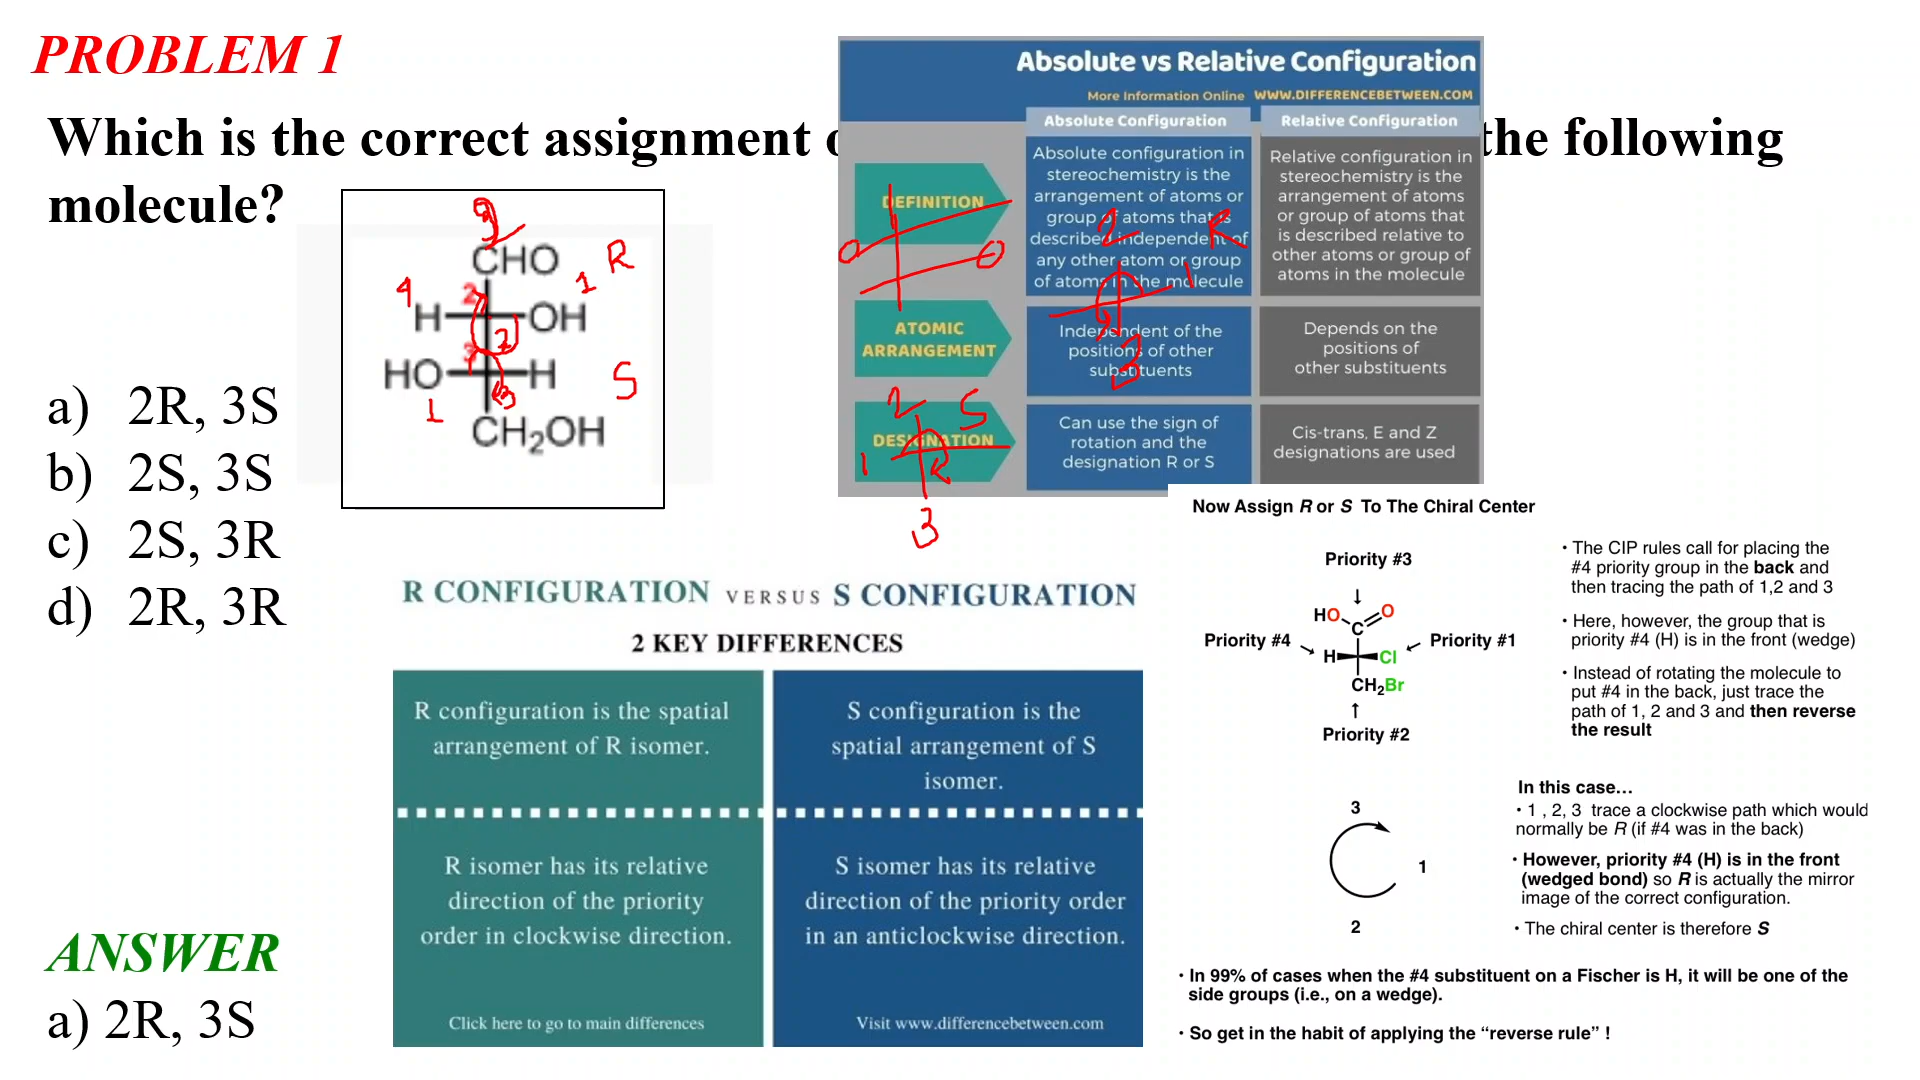 PROBLEM 1
Which is the correct assignment
the following
molecule?
a) 2R, 3S
b) 2S, 3S
c) 2S, 3R
d) 2R, 3R
ANSWER
a) 2R, 3S
2
CHO
R
4
1
2
H
OH
2
3
HO
H
S
1
3
CH₂OH
Absolute vs Relative Configuration
More Information Online WWW.DIFFERENCEBETWEEN.COM
Absolute Configuration
Relative Configuration
DEFINITION
Absolute configuration in
stereochemistry is the
arrangement of atoms or
group of atoms that is
described independent of
any other atom or group
of atoms in the molecule
Relative configuration in
stereochemistry is the
arrangement of atoms
or group of atoms that
is described relative to
other atoms or group of
atoms in the molecule
ATOMIC
ARRANGEMENT
Independent of the
positions of other
substituents
Depends on the
positions of
other substituents
DESIGNATION
Can use the sign of
rotation and the
designation R or S
Cis-trans, E and Z
designations are used
2
R
1
3
2
S
1
3
R CONFIGURATION VERSUS S CONFIGURATION
2 KEY DIFFERENCES
R configuration is the spatial
arrangement of R isomer.
S configuration is the
spatial arrangement of S
isomer.
R isomer has its relative
direction of the priority
order in clockwise direction.
S isomer has its relative
direction of the priority order
in an anticlockwise direction.
Click here to go to main differences
Visit www.differencebetween.com
Now Assign R or S To The Chiral Center
Priority #3
HO
O
C
Priority #4
Priority #1
H
Cl
CH₂Br
Priority #2
• The CIP rules call for placing the
#4 priority group in the back and
then tracing the path of 1,2 and 3
• Here, however, the group that is
priority #4 (H) is in the front (wedge)
• Instead of rotating the molecule to
put #4 in the back, just trace the
path of 1, 2 and 3 and then reverse
the result
3
1
2
In this case...
• 1 , 2, 3 trace a clockwise path which would
normally be R (if #4 was in the back)
• However, priority #4 (H) is in the front
(wedged bond) so R is actually the mirror
image of the correct configuration.
• The chiral center is therefore S
• In 99% of cases when the #4 substituent on a Fischer is H, it will be one of the
side groups (i.e., on a wedge).
• So get in the habit of applying the “reverse rule” !